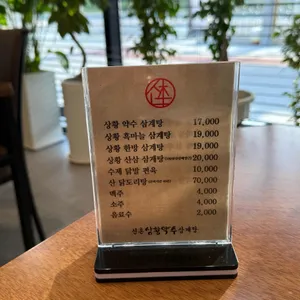 상황 약수 삼계탕 17,000
상황 흑마늘 삼계탕 19,000
상황 한방 삼계탕 19,000
상황 산삼 삼계탕 20,000
수제 닭발 편육 10,000
산 닭도리탕 70,000
맥주 4,000
소주 4,000
음료수 2,000
삼계탕